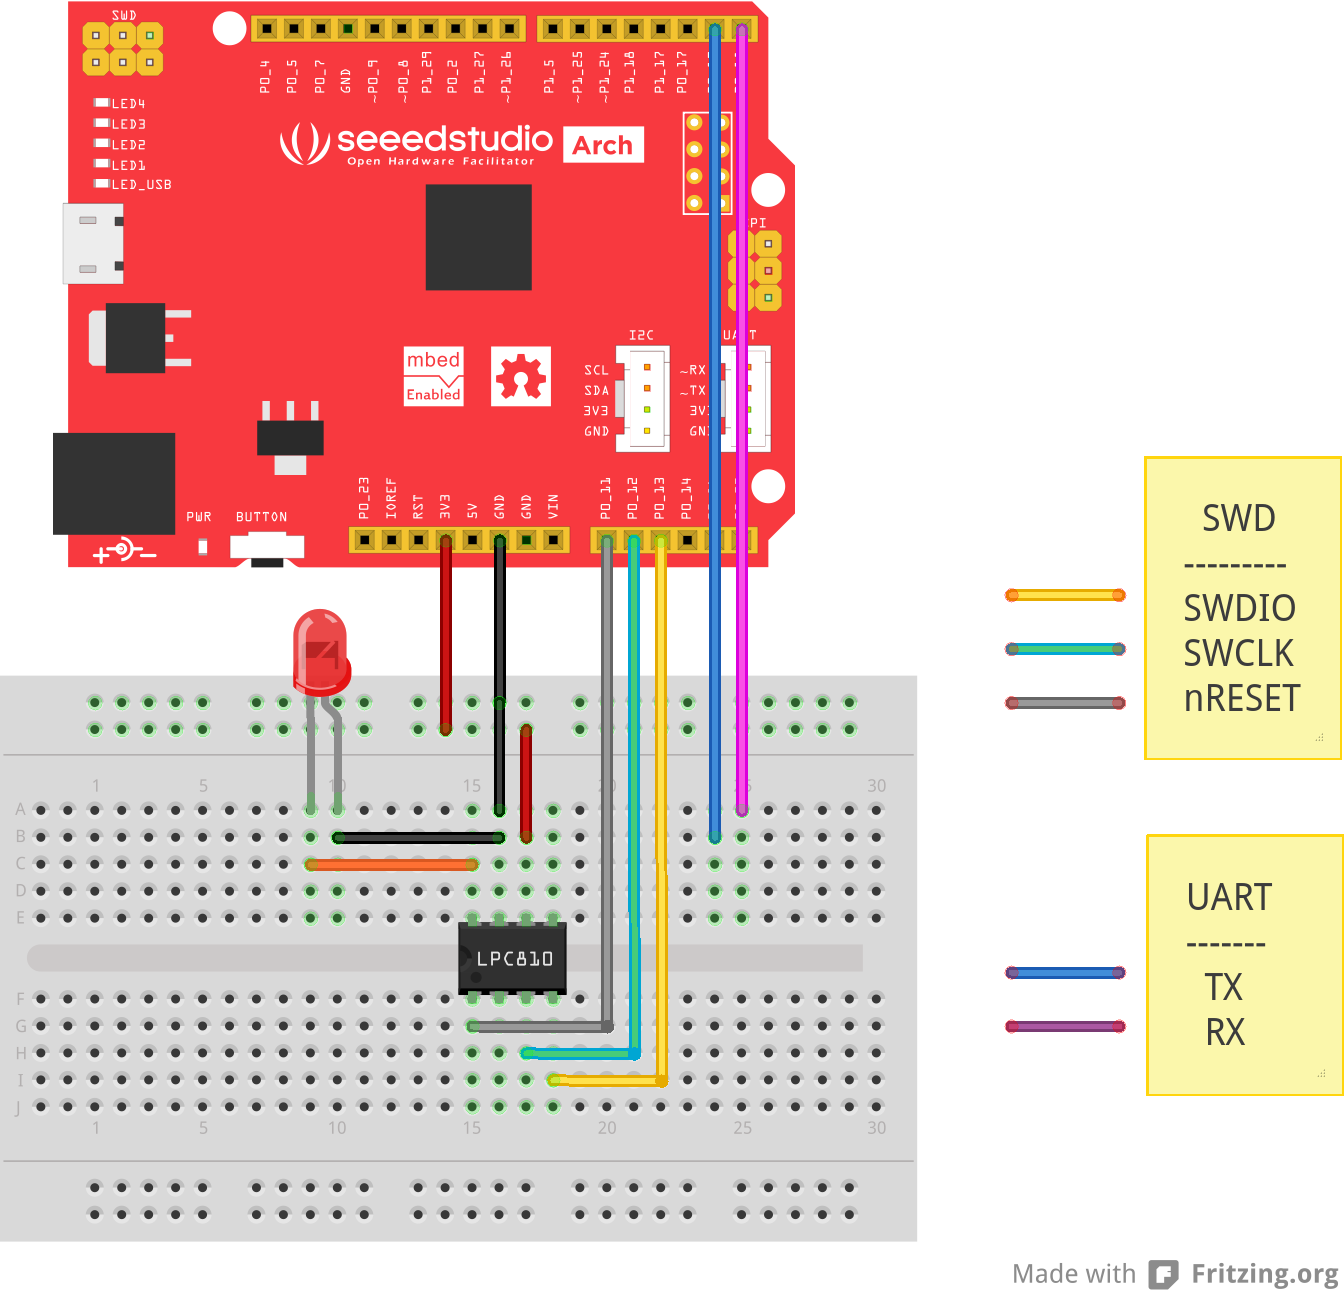 SWD
P0_4
P0_5
P0_7
GND
~P0_9
~P0_8
P1_29
P0_2
P1_27
~P1_26
P1_5
~P1_25
~P1_24
P1_18
P1_17
P0_17
LED4
LED3
LED2
LED1
LED_USB
seeedstudio
Open Hardware Facilitator
Arch
I2C
SCL
SDA
3V3
GND
~RX
~TX
mbed
Enabled
PWR
BUTTON
P0_23
IOREF
RST
3V3
5V
GND
GND
VIN
P0_11
P0_12
P0_13
P0_14
1 5 10 15 20 25 30
A
B
C
D
E
LPC810
F
G
H
I
J
1 5 10 15 20 25 30
SWD
----------
SWDIO
SWCLK
nRESET
UART
-------
TX
RX
Made with Fritzing.org